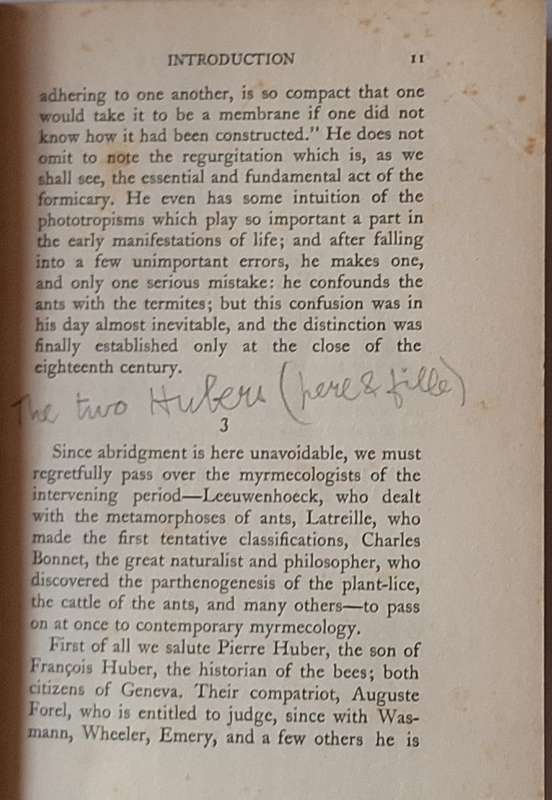 INTRODUCTION 11
adhering to one another, is so compact that one
would take it to be a membrane if one did not
know how it had been constructed." He does not
omit to note the regurgitation which is, as we
shall see, the essential and fundamental act of the
formicary. He even has some intuition of the
phototropisms which play so important a part in
the early manifestations of life; and after falling
into a few unimportant errors, he makes one,
and only one serious mistake: he confounds the
ants with the termites; but this confusion was in
his day almost inevitable, and the distinction was
finally established only at the close of the
eighteenth century.
The two Hubers (pere & fille)
3
Since abridgment is here unavoidable, we must
regretfully pass over the myrmecologists of the
intervening period—Leeuwenhoeck, who dealt
with the metamorphoses of ants, Latreille, who
made the first tentative classifications, Charles
Bonnet, the great naturalist and philosopher, who
discovered the parthenogenesis of the plant-lice,
the cattle of the ants, and many others—to pass
on at once to contemporary myrmecology.
First of all we salute Pierre Huber, the son of
François Huber, the historian of the bees; both
citizens of Geneva. Their compatriot, Auguste
Forel, who is entitled to judge, since with Was-
mann, Wheeler, Emery, and a few others he is